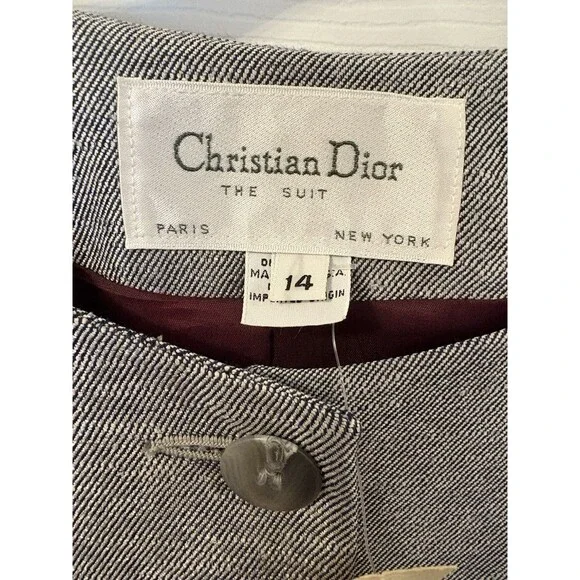 Christian Dior
THE SUIT
PARIS NEW YORK
14